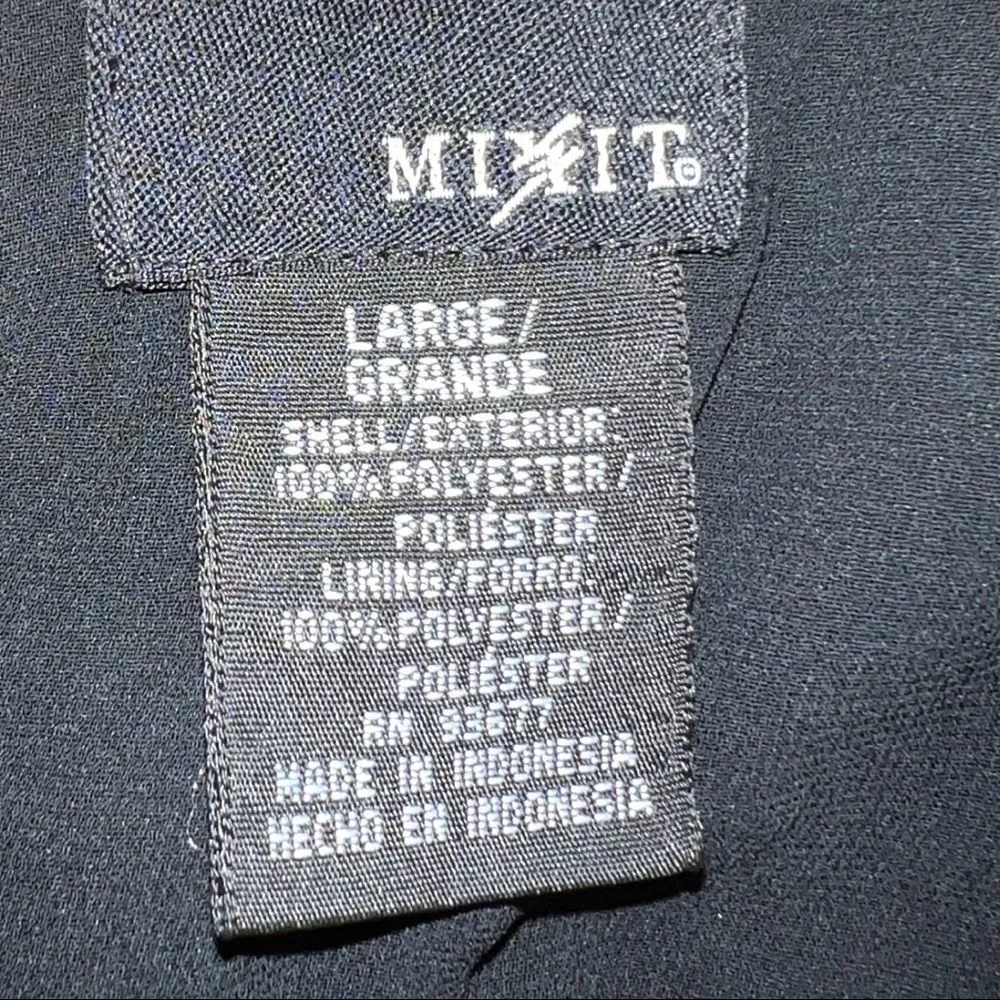 MIXIT®
LARGE/
GRANDE
SHELL/EXTERIOR:
100% POLYESTER/
POLIÉSTER
LINING/FORRO:
100% POLYESTER/
POLIÉSTER
RN 93677
MADE IN INDONESIA
HECHO EN INDONESIA